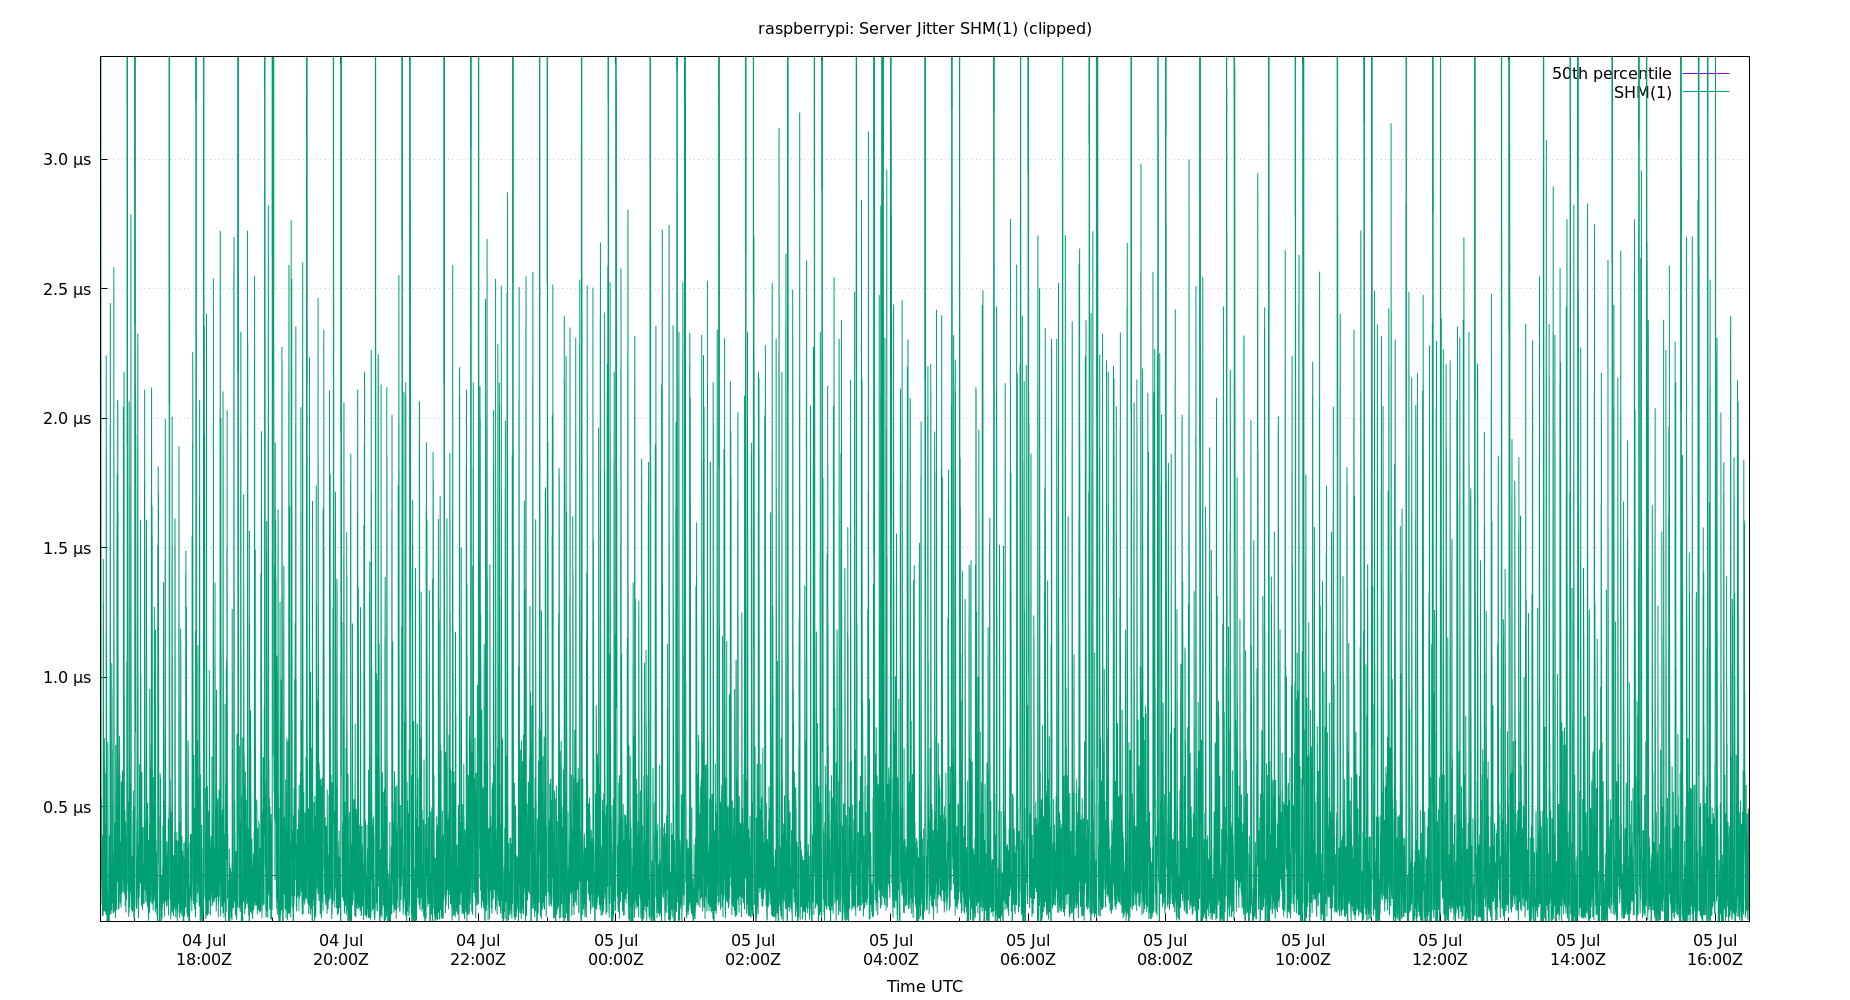 raspberrypi: Server Jitter SHM(1) (clipped)
50th percentile
SHM(1)
3.0 µs
2.5 µs
2.0 µs
1.5 µs
1.0 µs
0.5 µs
04 Jul 04 Jul 04 Jul 05 Jul 05 Jul 05 Jul 05 Jul 05 Jul 05 Jul 05 Jul 05 Jul 05 Jul
18:00Z 20:00Z 22:00Z 00:00Z 02:00Z 04:00Z 06:00Z 08:00Z 10:00Z 12:00Z 14:00Z 16:00Z
Time UTC